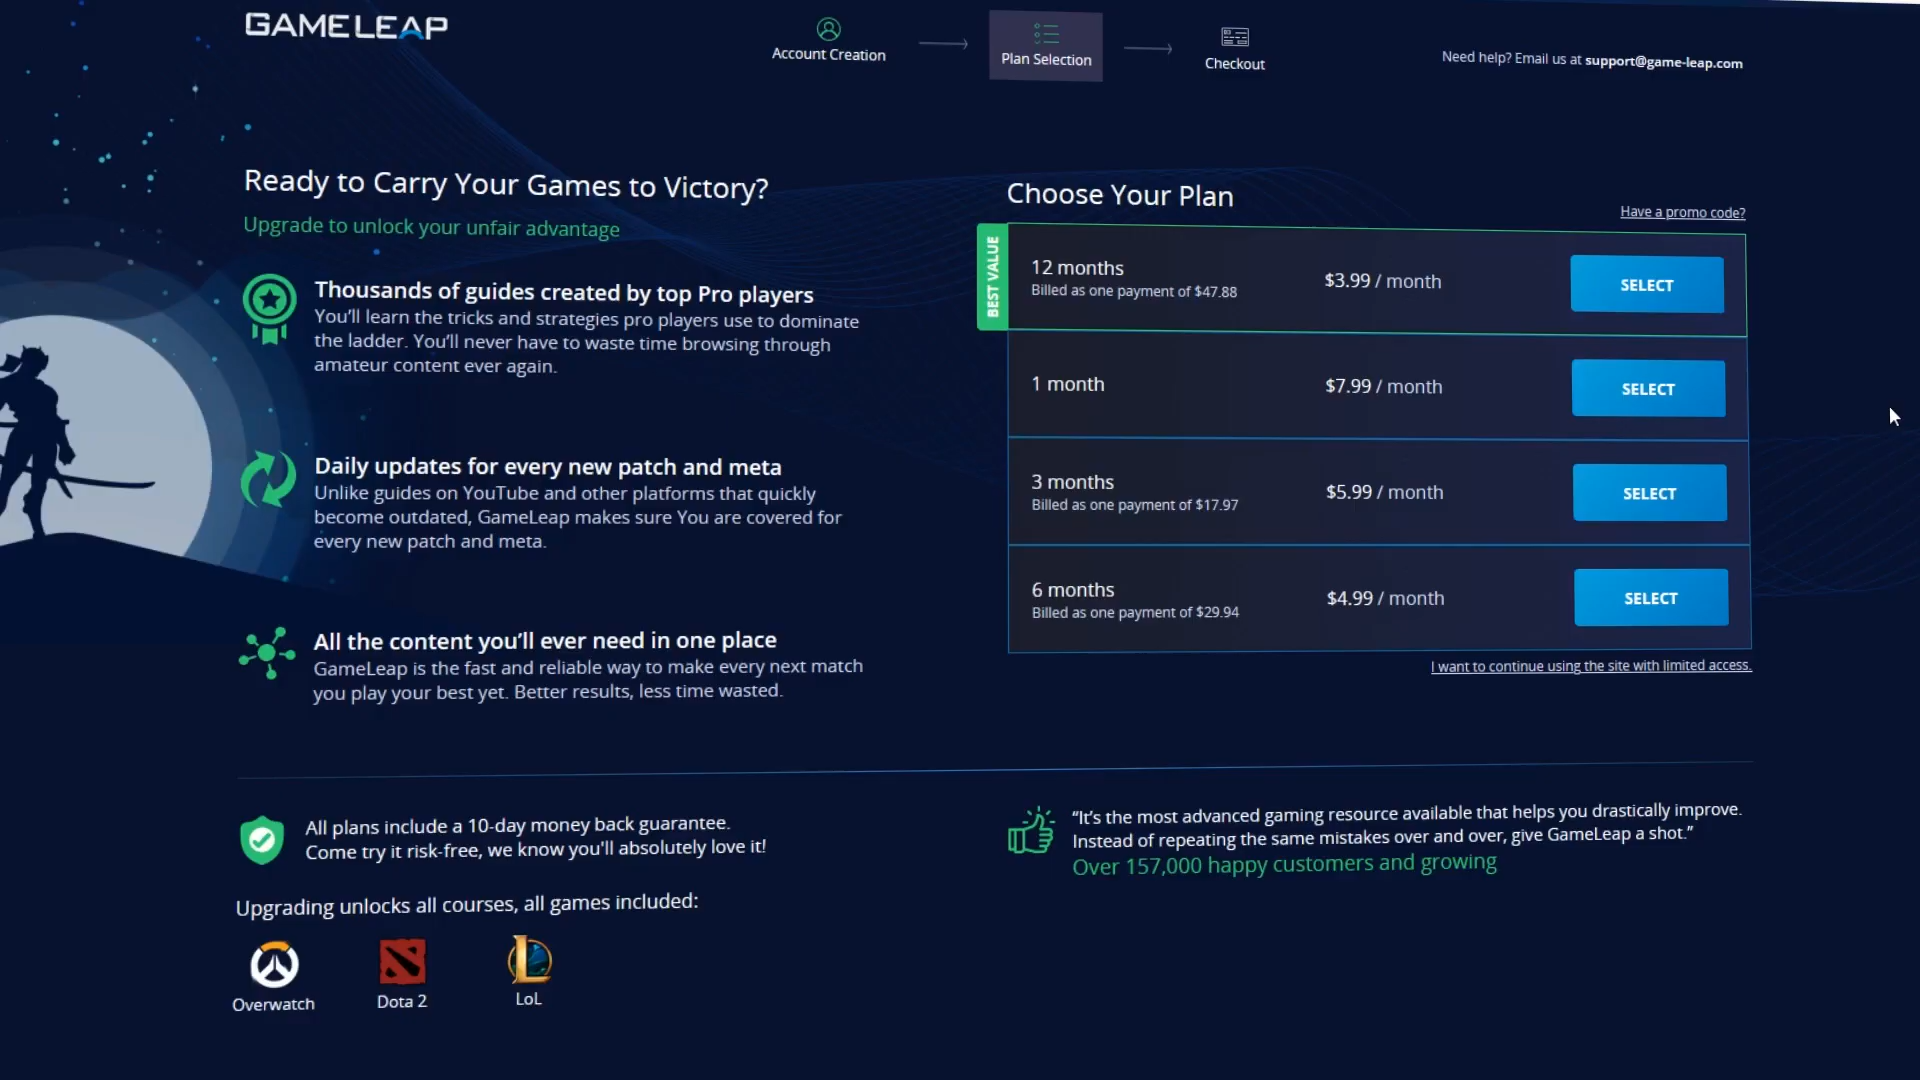 GAMELEAP
Account Creation
Plan Selection
Checkout
Need help? Email us at support@game-leap.com
Ready to Carry Your Games to Victory?
Upgrade to unlock your unfair advantage
Thousands of guides created by top Pro players
You'll learn the tricks and strategies pro players use to dominate
the ladder. You'll never have to waste time browsing through
amateur content ever again.
Daily updates for every new patch and meta
Unlike guides on YouTube and other platforms that quickly
become outdated, GameLeap makes sure You are covered for
every new patch and meta.
All the content you'll ever need in one place
GameLeap is the fast and reliable way to make every next match
you play your best yet. Better results, less time wasted.
Choose Your Plan
Have a promo code?
BEST VALUE
12 months
Billed as one payment of $47.88
$3.99 / month
SELECT
1 month
$7.99 / month
SELECT
3 months
Billed as one payment of $17.97
$5.99 / month
SELECT
6 months
Billed as one payment of $29.94
$4.99 / month
SELECT
I want to continue using the site with limited access.
All plans include a 10-day money back guarantee.
Come try it risk-free, we know you'll absolutely love it!
"It's the most advanced gaming resource available that helps you drastically improve.
Instead of repeating the same mistakes over and over, give GameLeap a shot."
Over 157,000 happy customers and growing
Upgrading unlocks all courses, all games included:
Overwatch
Dota 2
LoL